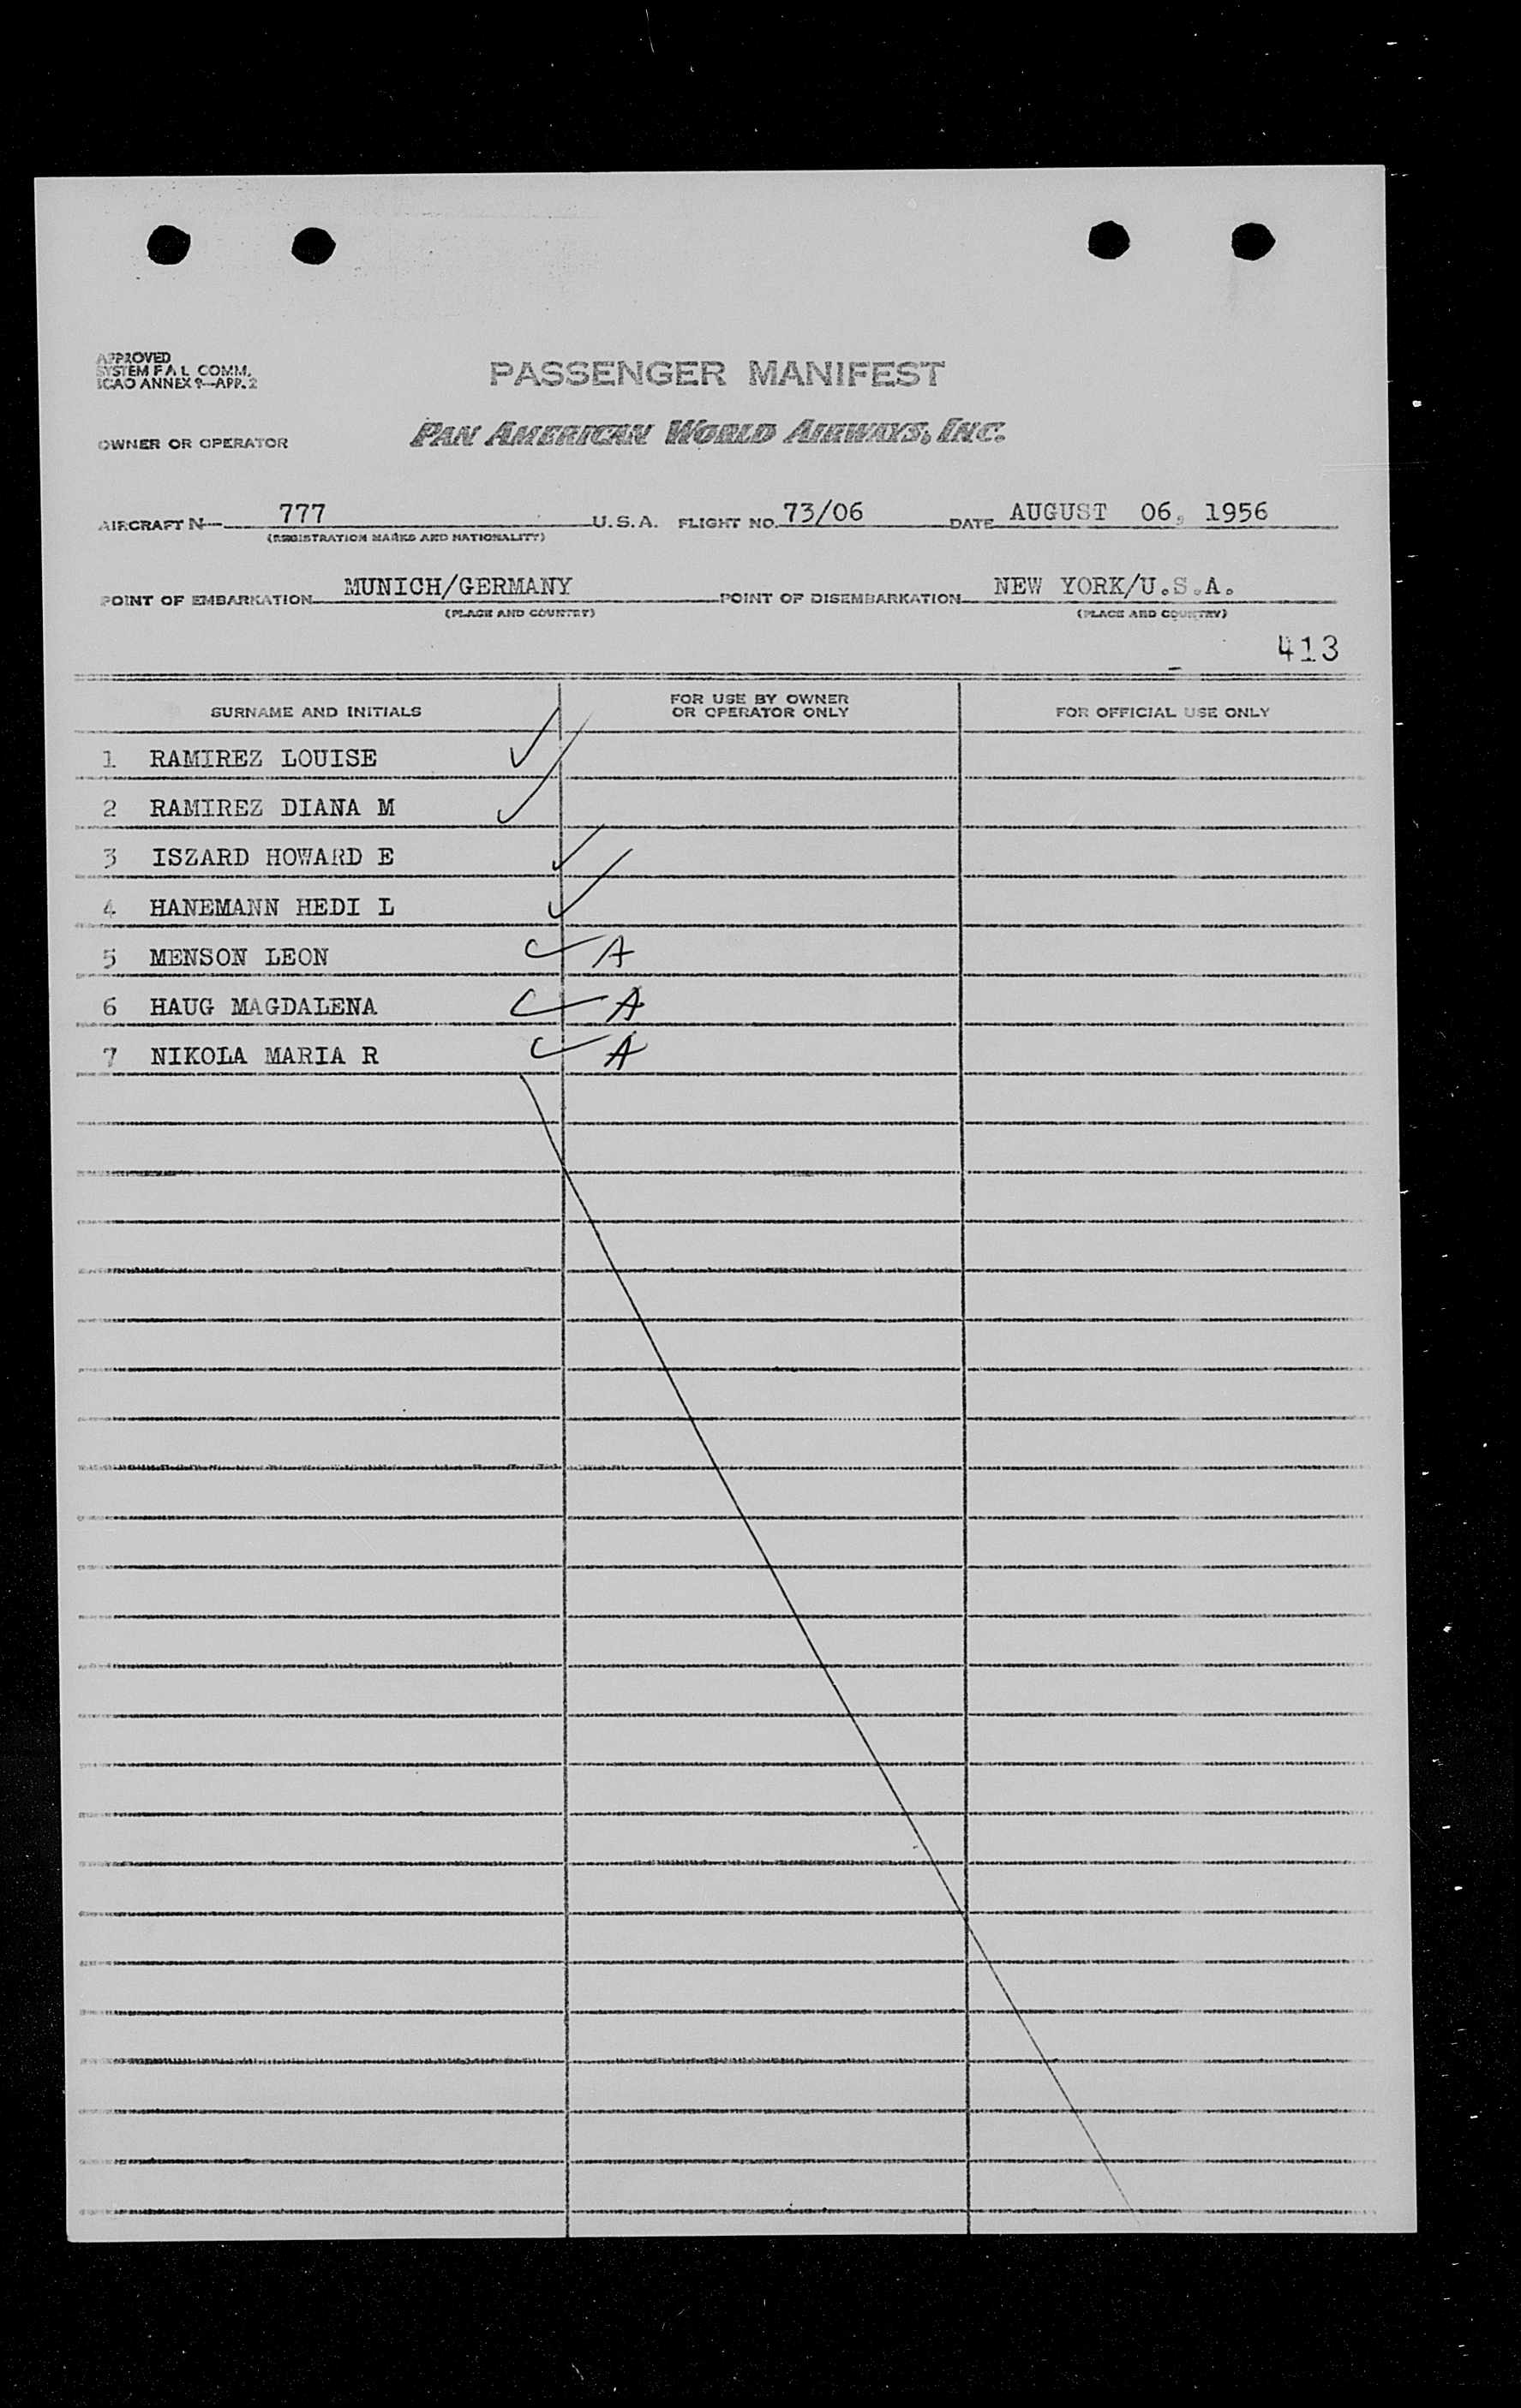 APPROVED
SYSTEM F A L COMM.
ICAO ANNEX 9—APP. 2
PASSENGER MANIFEST
OWNER OR OPERATOR PAN AMERICAN WORLD AIRWAYS, INC.
AIRCRAFT N— 777 U.S.A. FLIGHT NO. 73/06 DATE AUGUST 06, 1956
(REGISTRATION MARKS AND NATIONALITY)
POINT OF EMBARKATION MUNICH/GERMANY POINT OF DISEMBARKATION NEW YORK/U.S.A.
(PLACE AND COUNTRY) (PLACE AND COUNTRY)
413
SURNAME AND INITIALS FOR USE BY OWNER OR OPERATOR ONLY FOR OFFICIAL USE ONLY
1 RAMIREZ LOUISE ✓
2 RAMIREZ DIANA M ✓
3 ISZARD HOWARD E ✓
4 HANEMANN HEDI L ✓
5 MENSON LEON ✓ A
6 HAUG MAGDALENA ✓ A
7 NIKOLA MARIA R ✓ A